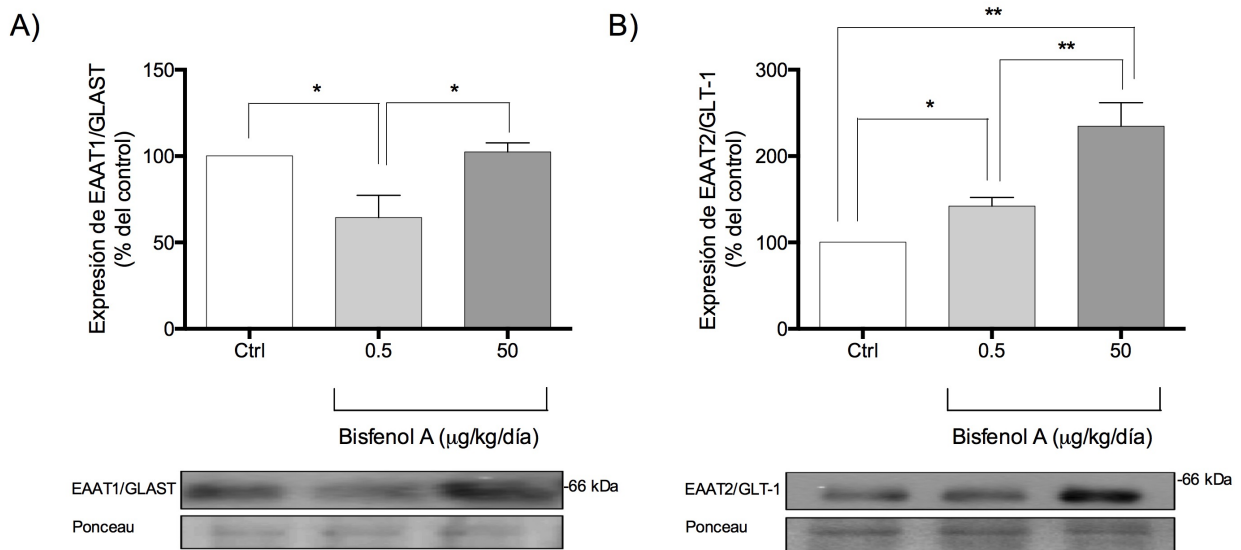 A)
Expresión de EAAT1/GLAST
(% del control)
150
100
50
0
*
*
Ctrl
0.5
50
Bisfenol A (µg/kg/día)
EAAT1/GLAST
-66 kDa
Ponceau
B)
Expresión de EAAT2/GLT-1
(% del control)
300
200
100
0
**
**
*
Ctrl
0.5
50
Bisfenol A (µg/kg/día)
EAAT2/GLT-1
-66 kDa
Ponceau